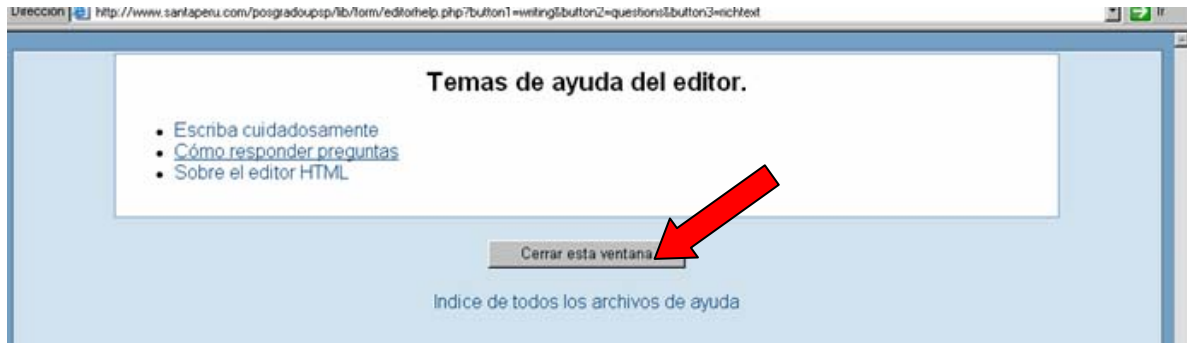 Dirección http://www.santaperu.com/posgradoupsp/lib/form/editorhelp.php?button1=writing&button2=questions&button3=richtext Ir
Temas de ayuda del editor.
Escriba cuidadosamente
Cómo responder preguntas
Sobre el editor HTML
Cerrar esta ventana
Indice de todos los archivos de ayuda